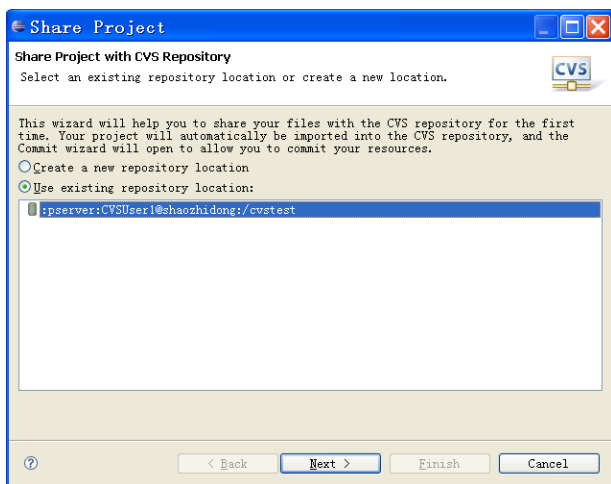 Share Project
Share Project with CVS Repository
Select an existing repository location or create a new location.
CVS
This wizard will help you to share your files with the CVS repository for the first
time. Your project will automatically be imported into the CVS repository, and the
Commit wizard will open to allow you to commit your resources.
Create a new repository location
Use existing repository location:
:pserver:CVSUser1@shaozhidong:/cvstest
?
< Back
Next >
Finish
Cancel